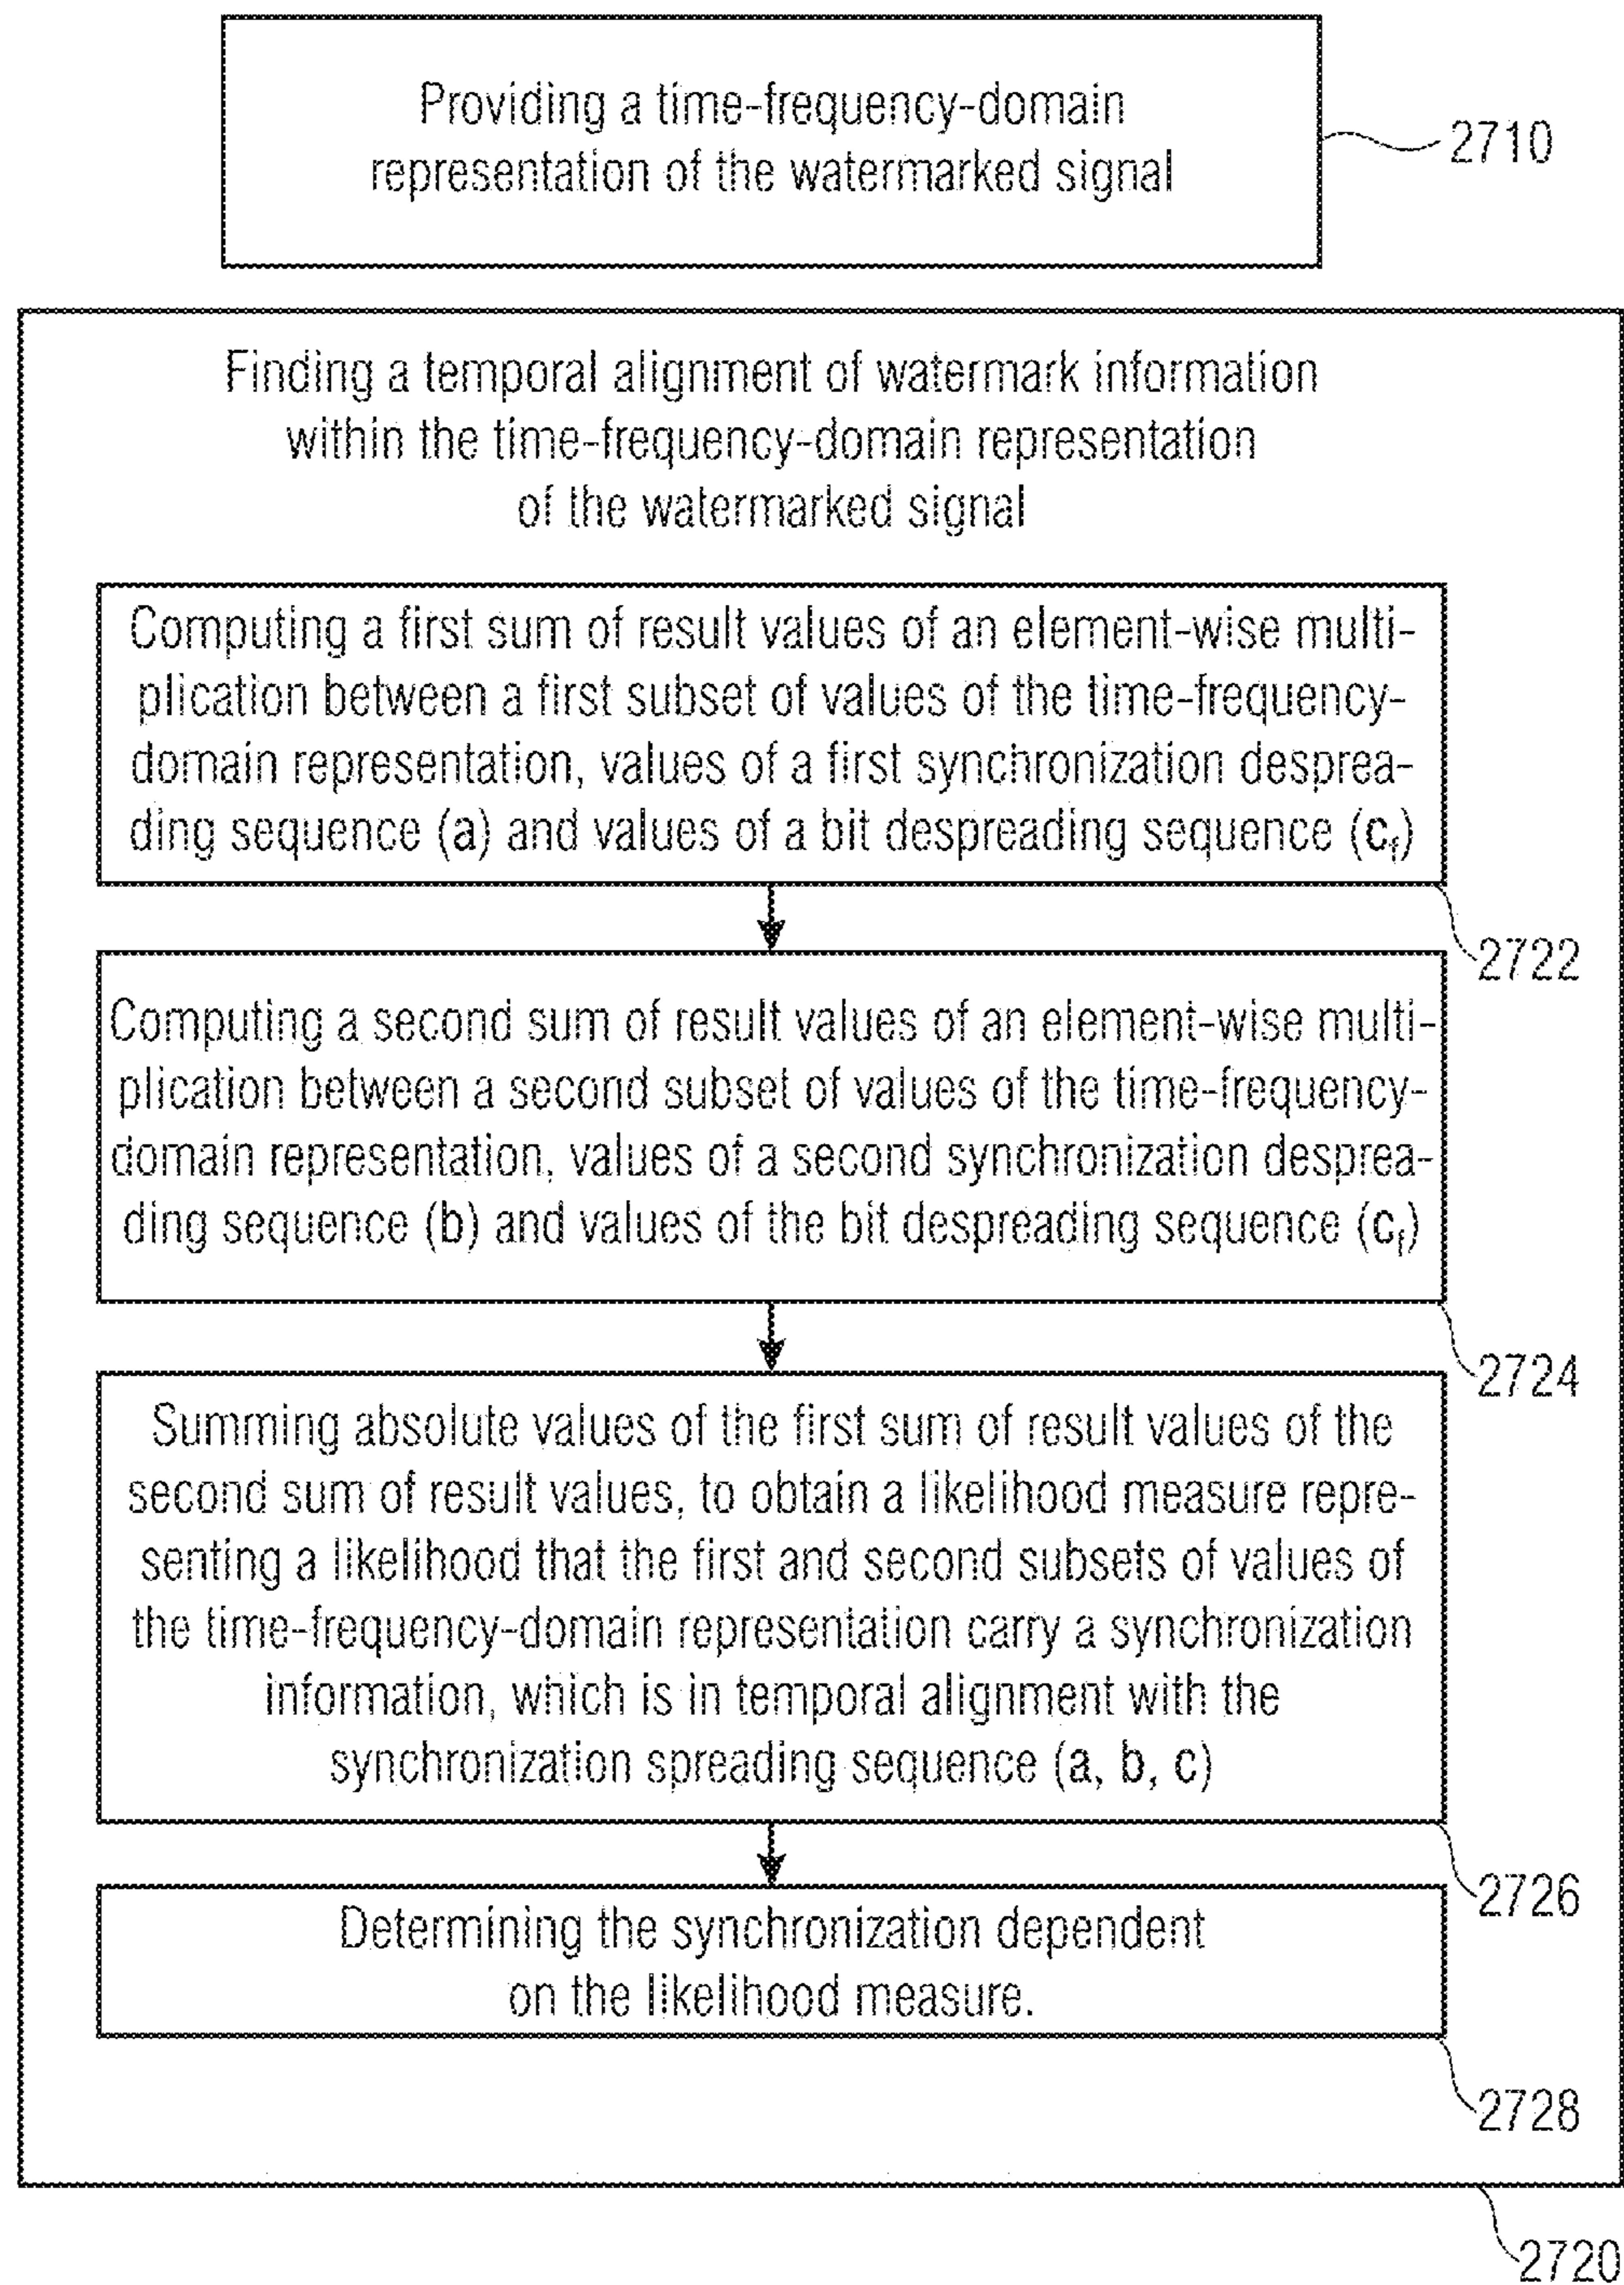 Providing a time-frequency-domain
representation of the watermarked signal
2710
Finding a temporal alignment of watermark information
within the time-frequency-domain representation
of the watermarked signal
Computing a first sum of result values of an element-wise multi-
plication between a first subset of values of the time-frequency-
domain representation, values of a first synchronization desprea-
ding sequence (a) and values of a bit despreading sequence (cf)
2722
Computing a second sum of result values of an element-wise multi-
plication between a second subset of values of the time-frequency-
domain representation, values of a second synchronization desprea-
ding sequence (b) and values of the bit despreading sequence (cf)
2724
Summing absolute values of the first sum of result values of the
second sum of result values, to obtain a likelihood measure repre-
senting a likelihood that the first and second subsets of values of
the time-frequency-domain representation carry a synchronization
information, which is in temporal alignment with the
synchronization spreading sequence (a, b, c)
2726
Determining the synchronization dependent
on the likelihood measure.
2728
2720